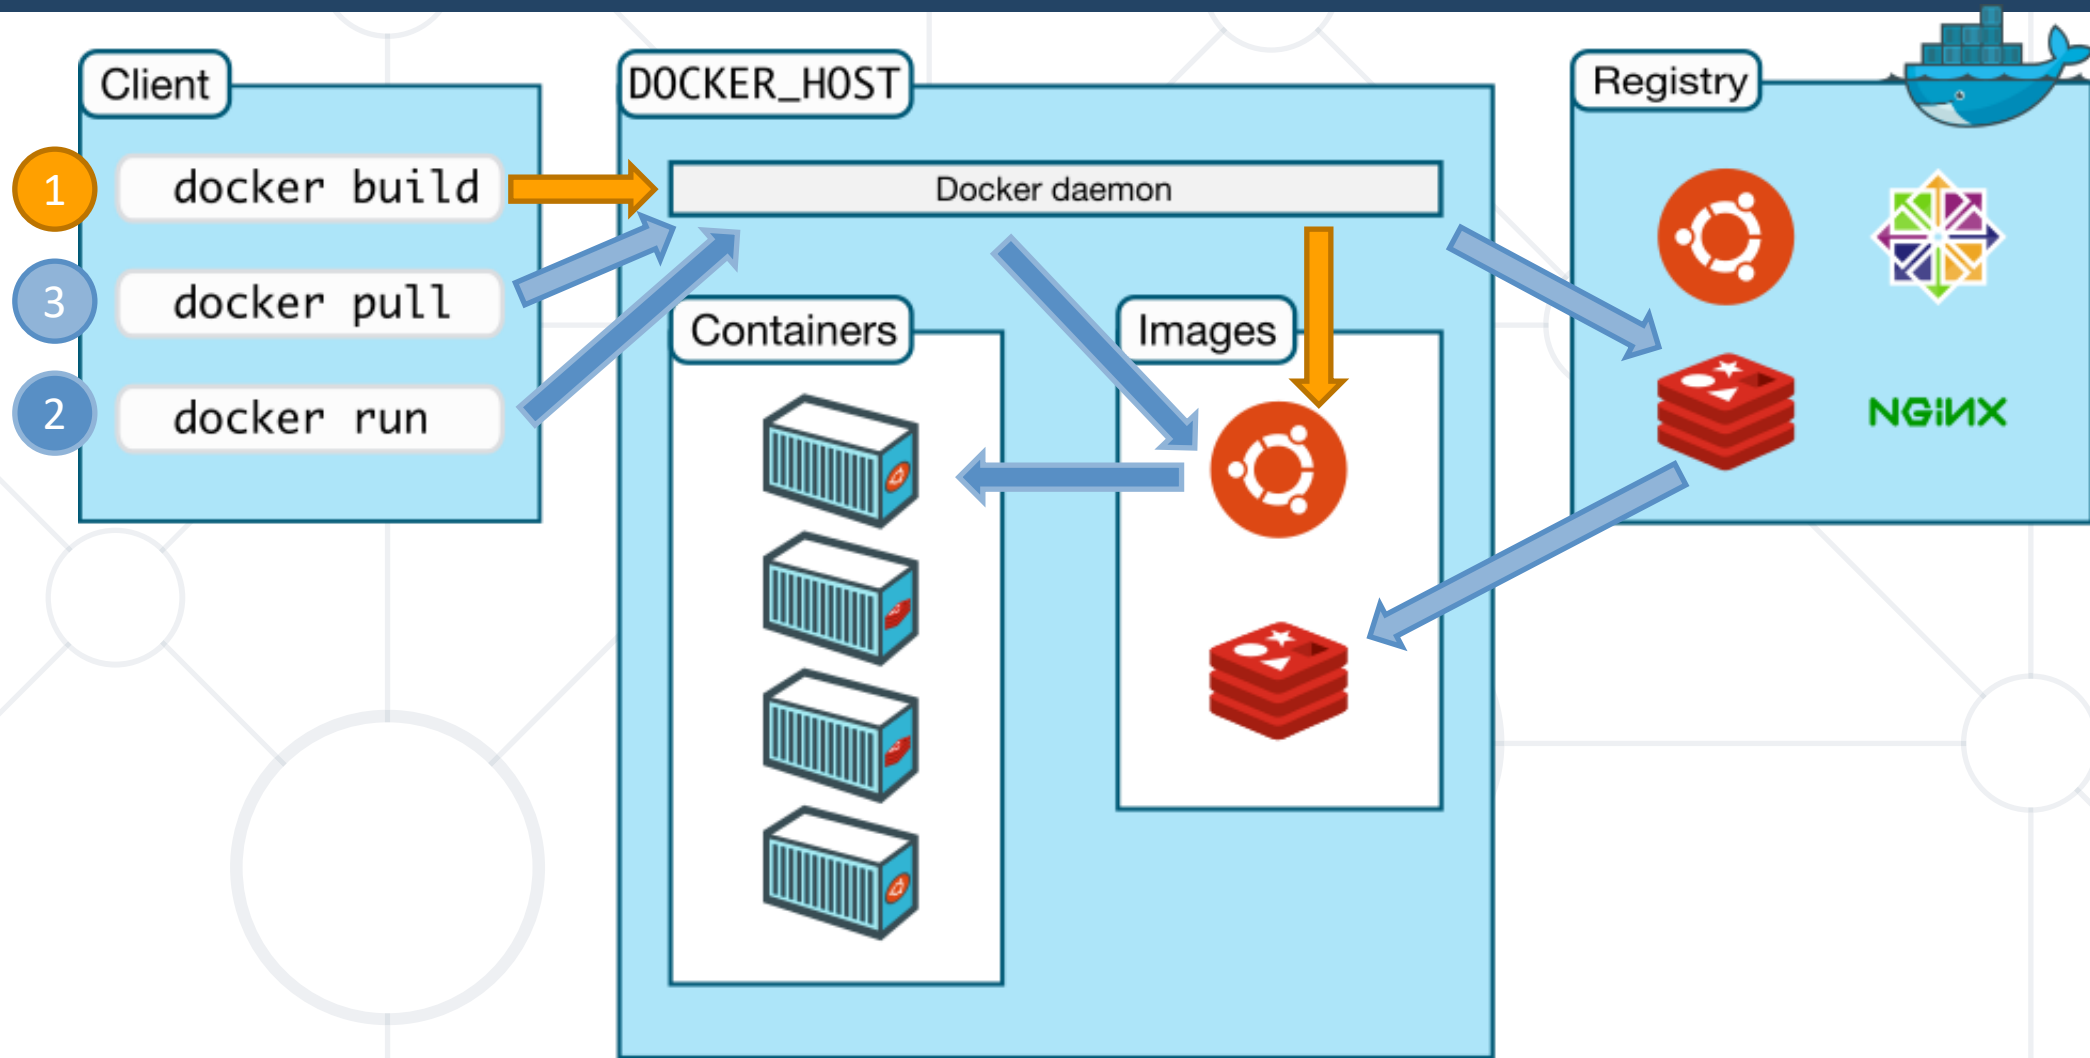 Client
1
docker build
3
docker pull
2
docker run
DOCKER_HOST
Docker daemon
Containers
Images
Registry
NGiNX